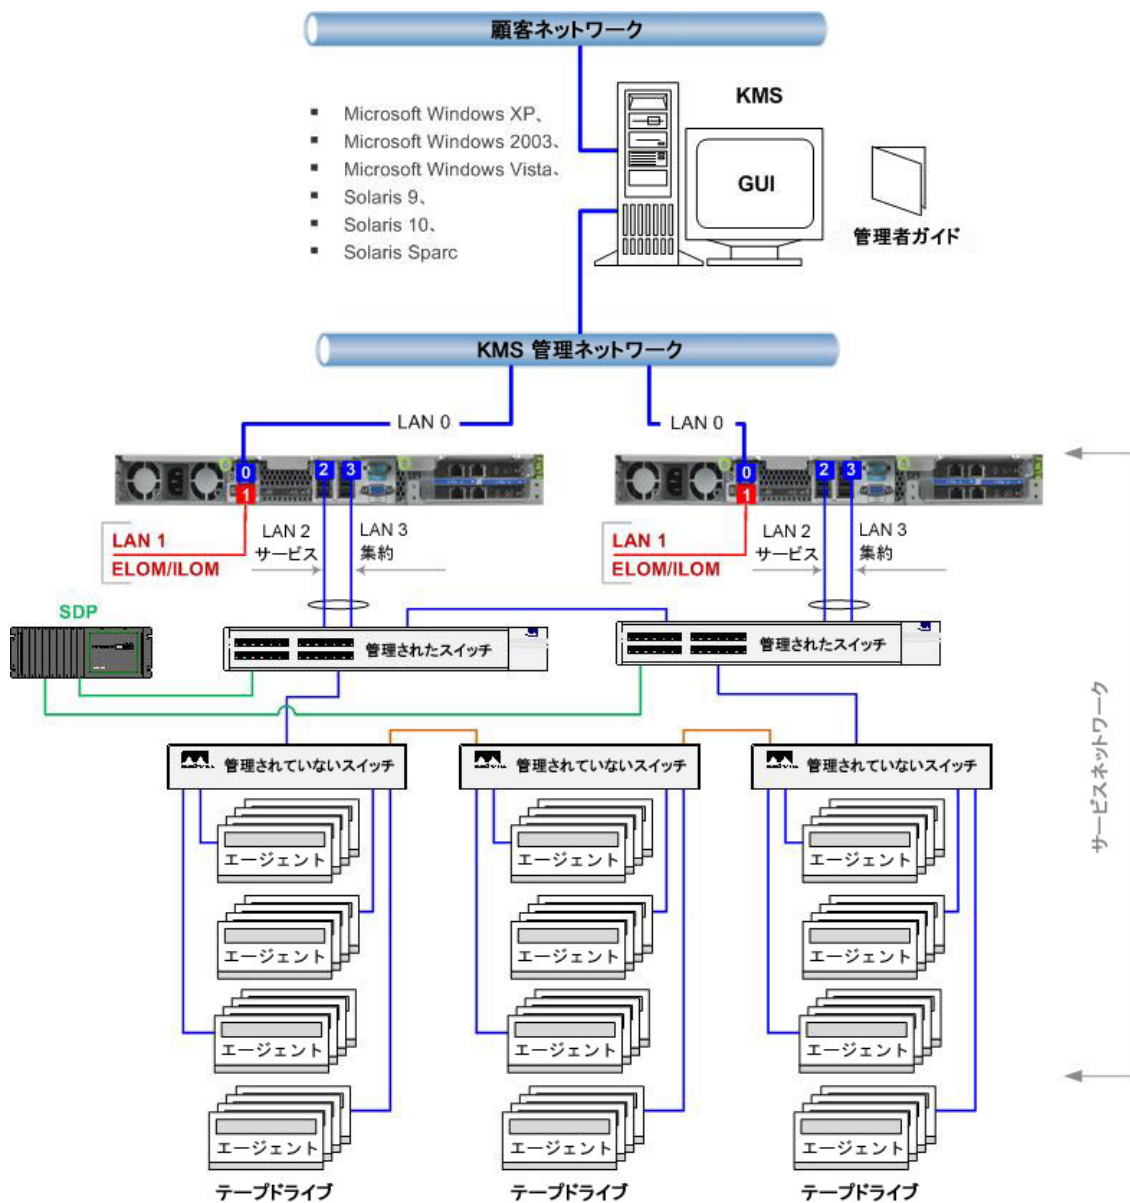 顧客ネットワーク
KMS
▪ Microsoft Windows XP、
▪ Microsoft Windows 2003、
▪ Microsoft Windows Vista、
▪ Solaris 9、
▪ Solaris 10、
▪ Solaris Sparc
GUI
管理者ガイド
KMS 管理ネットワーク
LAN 0
LAN 0
0
1
2
3
0
1
2
3
LAN 1
ELOM/ILOM
LAN 2
サービス
LAN 3
集約
LAN 1
ELOM/ILOM
LAN 2
サービス
LAN 3
集約
SDP
管理されたスイッチ
管理されたスイッチ
サービスネットワーク
管理されていないスイッチ
管理されていないスイッチ
管理されていないスイッチ
エージェント
エージェント
エージェント
エージェント
エージェント
エージェント
エージェント
エージェント
エージェント
エージェント
エージェント
エージェント
テープドライブ
テープドライブ
テープドライブ